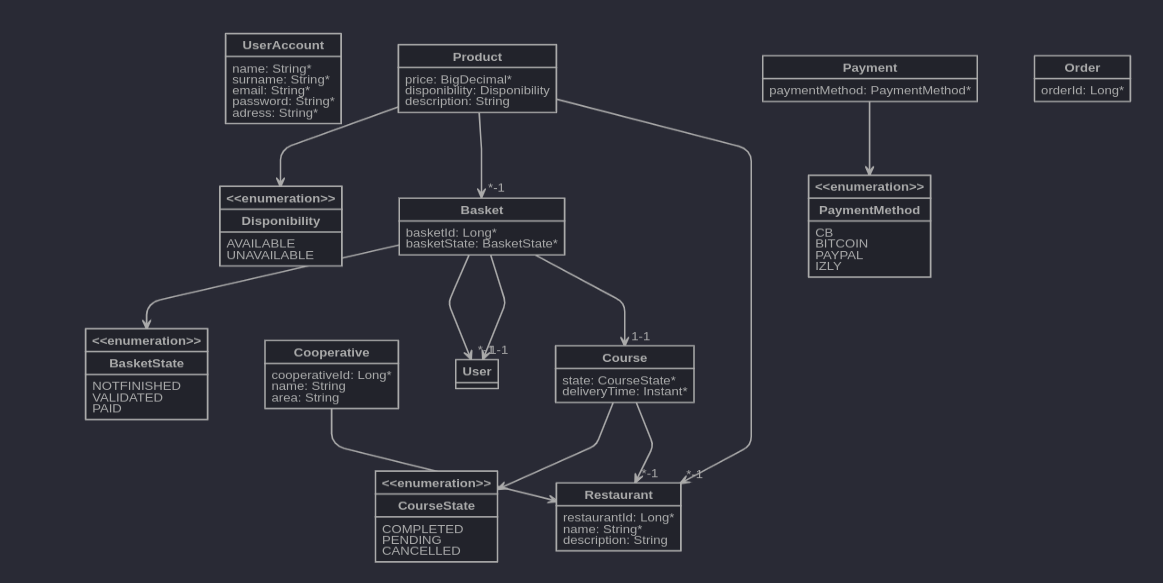 UserAccount
name: String*
surname: String*
email: String*
password: String*
adress: String*
Product
price: BigDecimal*
disponibility: Disponibility
description: String
Payment
paymentMethod: PaymentMethod*
Order
orderId: Long*
<<enumeration>>
Disponibility
AVAILABLE
UNAVAILABLE
*-1
Basket
basketId: Long*
basketState: BasketState*
<<enumeration>>
PaymentMethod
CB
BITCOIN
PAYPAL
IZLY
<<enumeration>>
BasketState
NOTFINISHED
VALIDATED
PAID
Cooperative
cooperativeId: Long*
name: String
area: String
1-1
User
1-1
Course
state: CourseState*
deliveryTime: Instant*
<<enumeration>>
CourseState
COMPLETED
PENDING
CANCELLED
*-1
*-1
Restaurant
restaurantId: Long*
name: String*
description: String